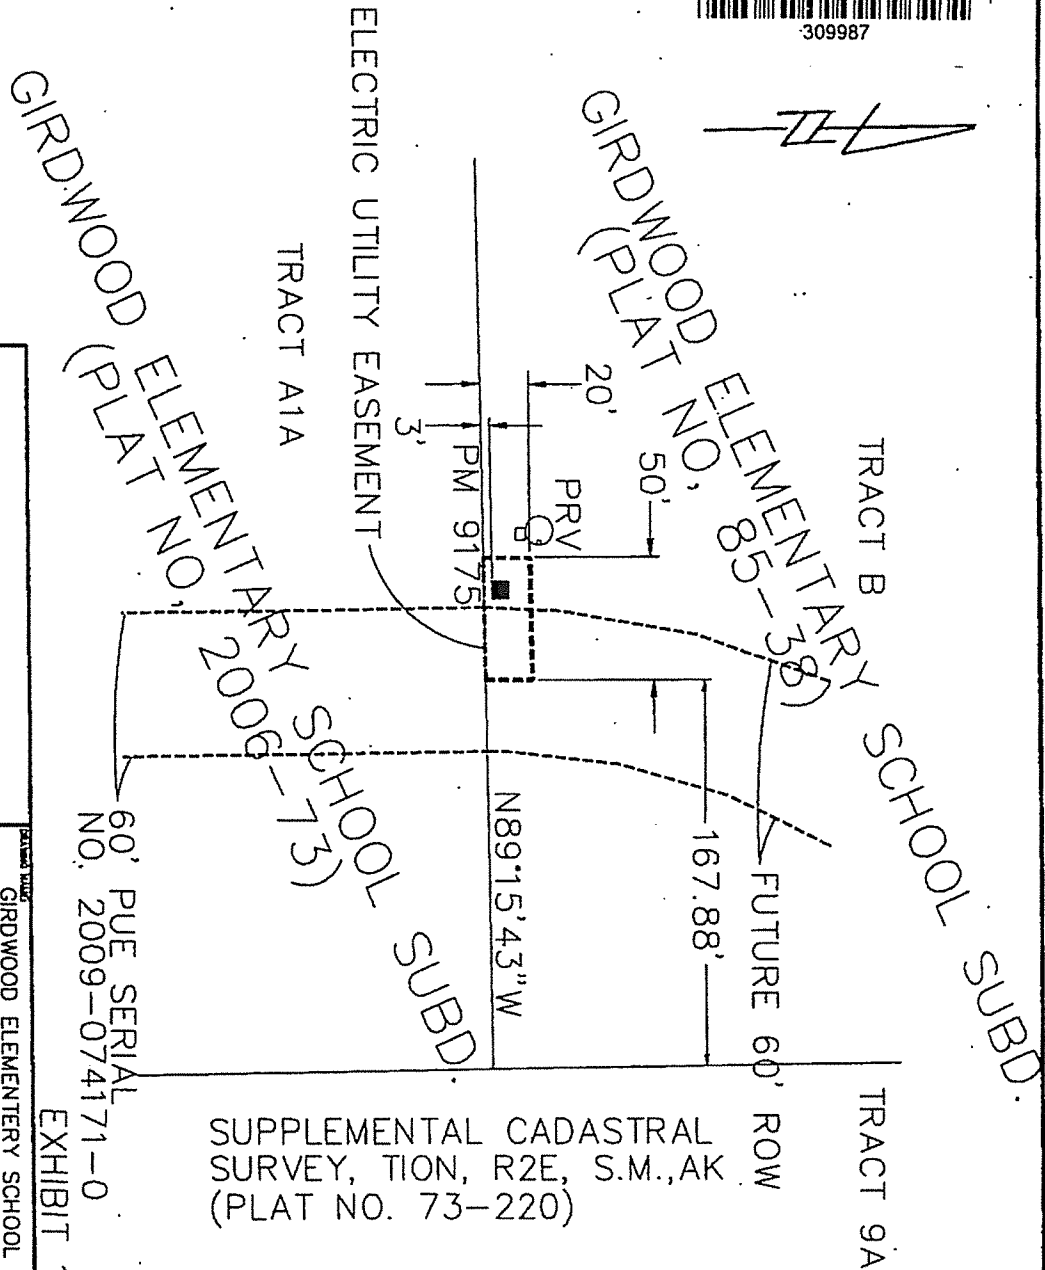 309987
N
TRACT B
TRACT 9A
GIRDWOOD ELEMENTARY SCHOOL SUBD.
(PLAT NO, 85-38)
FUTURE 60' ROW
167.88'
20'
50'
PRV
3'
PM 9175
N89°15'43"W
ELECTRIC UTILITY EASEMENT
TRACT A1A
GIRDWOOD ELEMENTARY SCHOOL SUBD
(PLAT NO, 2006-73)
SUPPLEMENTAL CADASTRAL
SURVEY, TION, R2E, S.M.,AK
(PLAT NO. 73-220)
60' PUE SERIAL
NO. 2009-074171-0
EXHIBIT
DRAWING NAME:
GIRDWOOD ELEMENTERY SCHOOL